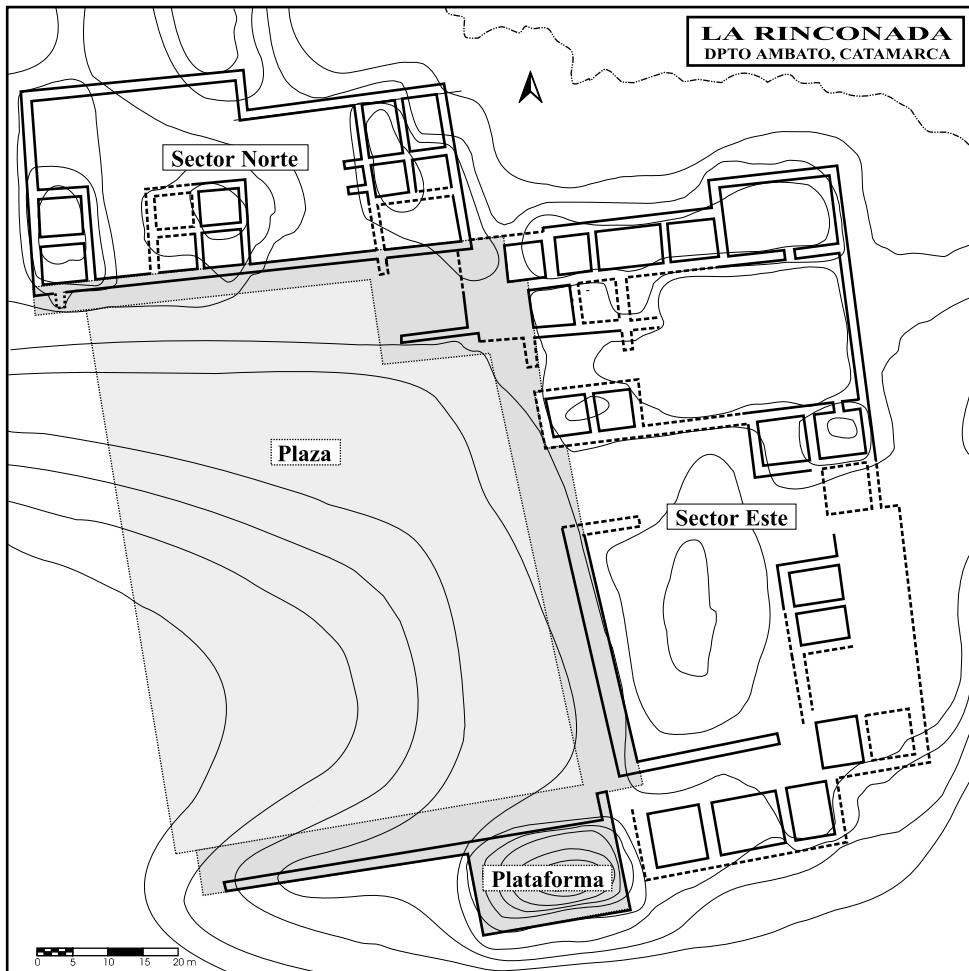 LA RINCONADA
DPTO AMBATO, CATAMARCA
Sector Norte
Plaza
Sector Este
Plataforma
0 5 10 15 20 m